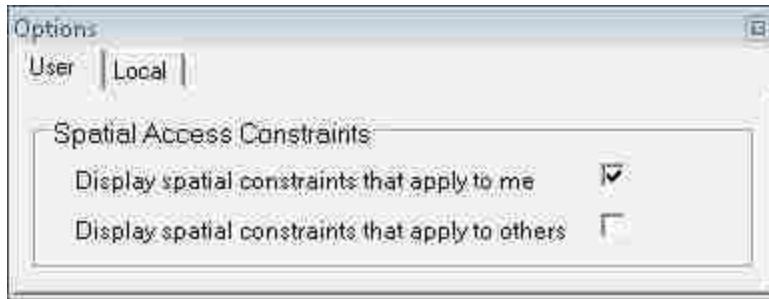 Options
User Local
Spatial Access Constraints
Display spatial constraints that apply to me
Display spatial constraints that apply to others